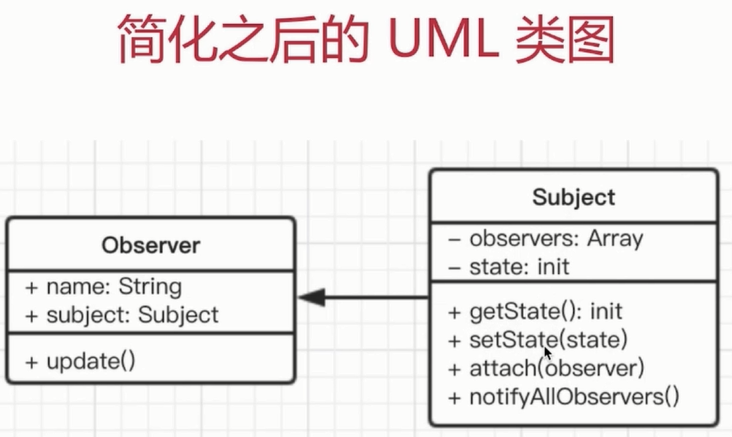 简化之后的 UML 类图
Observer
+ name: String
+ subject: Subject
+ update()
Subject
– observers: Array
– state: init
+ getState(): init
+ setState(state)
+ attach(observer)
+ notifyAllObservers()